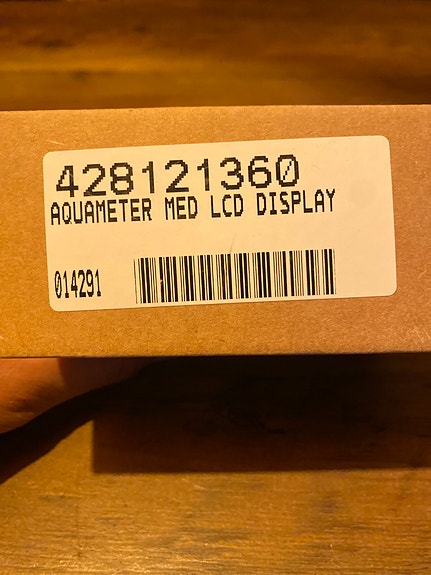 428121360
AQUAMETER MED LCD DISPLAY
014291